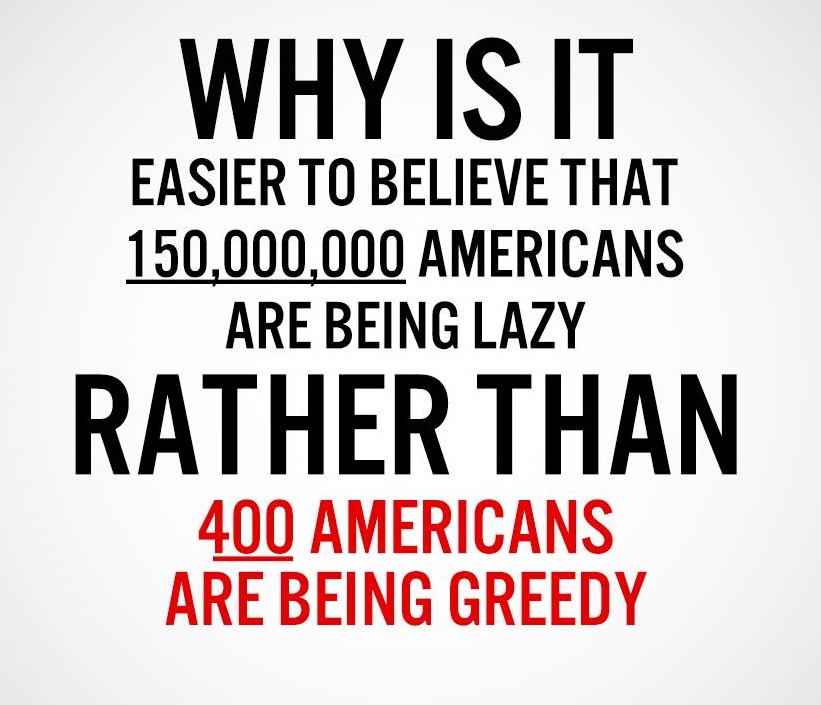 WHY IS IT
EASIER TO BELIEVE THAT
150,000,000 AMERICANS
ARE BEING LAZY
RATHER THAN
400 AMERICANS
ARE BEING GREEDY